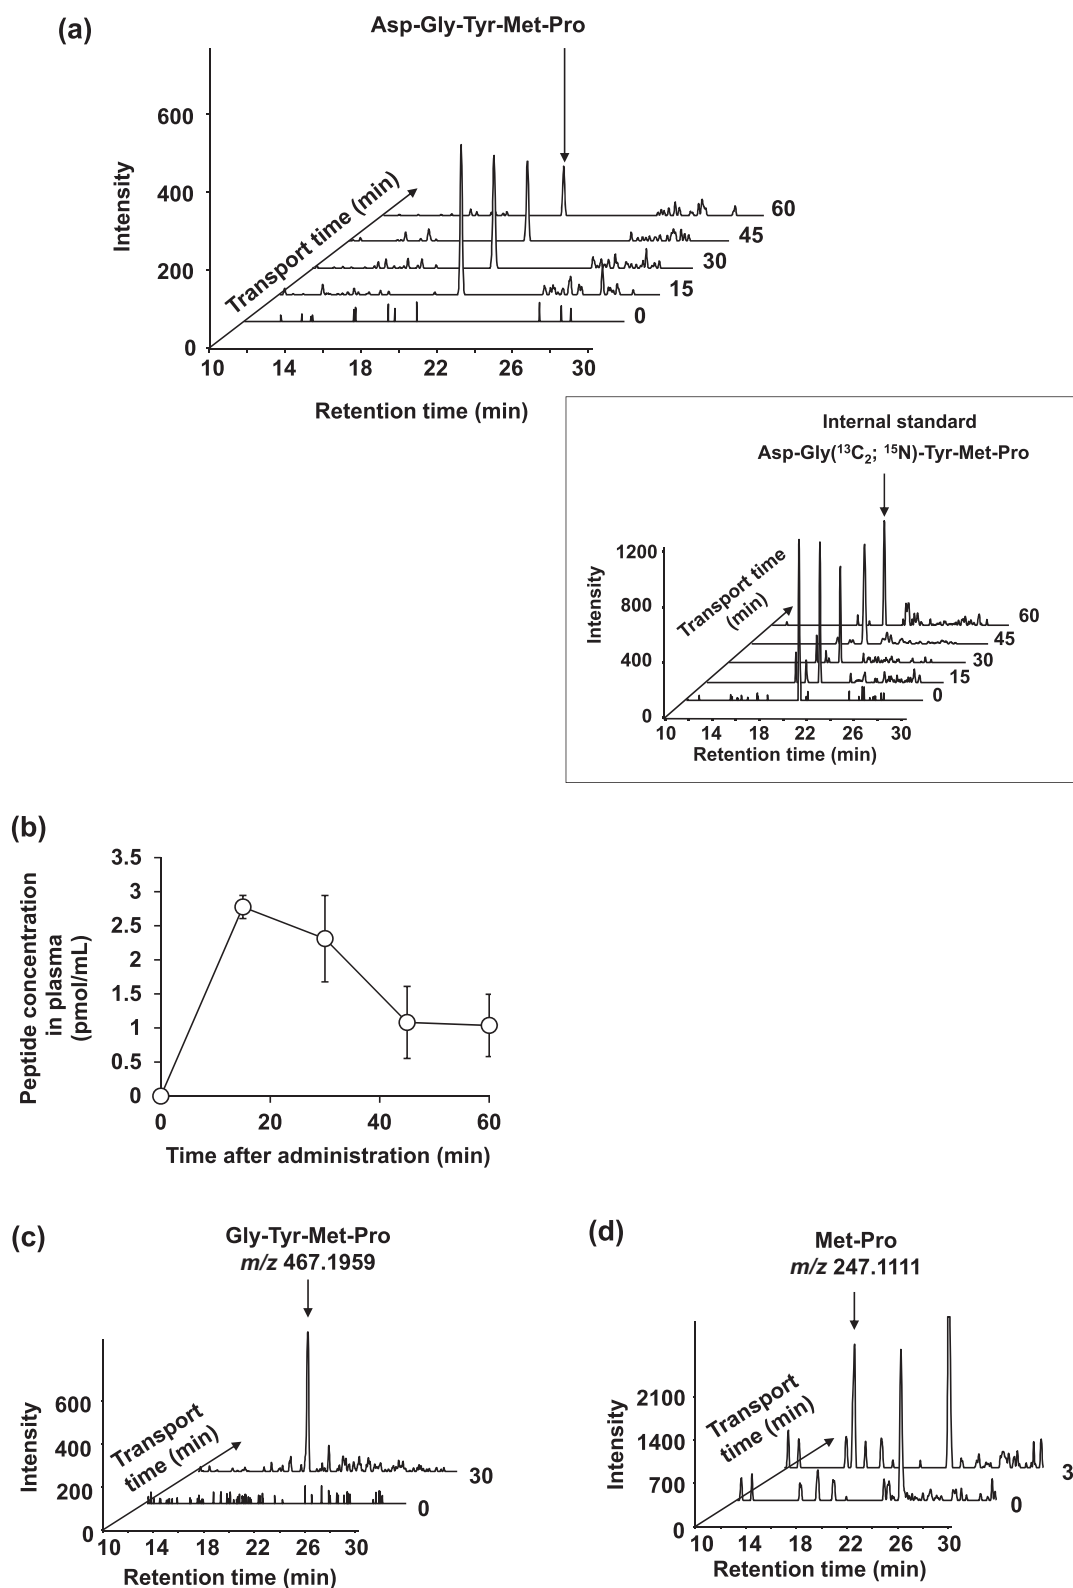 (a)
Asp-Gly-Tyr-Met-Pro
Intensity
600
400
200
0
Transport time (min)
60
45
30
15
0
10 14 18 22 26 30
Retention time (min)
Internal standard
Asp-Gly(¹³C₂; ¹⁵N)-Tyr-Met-Pro
Intensity
1200
800
400
0
Transport time
(min)
60
45
30
15
0
10 14 18 22 26 30
Retention time (min)
(b)
Peptide concentration
in plasma
(pmol/mL)
3.5
3
2.5
2
1.5
1
0.5
0
0 20 40 60
Time after administration (min)
(c)
Gly-Tyr-Met-Pro
m/z 467.1959
Intensity
600
400
200
0
Transport
time (min)
30
0
10 14 18 22 26 30
Retention time (min)
(d)
Met-Pro
m/z 247.1111
Intensity
2100
1400
700
0
Transport
time (min)
3
0
10 14 18 22 26 30
Retention time (min)